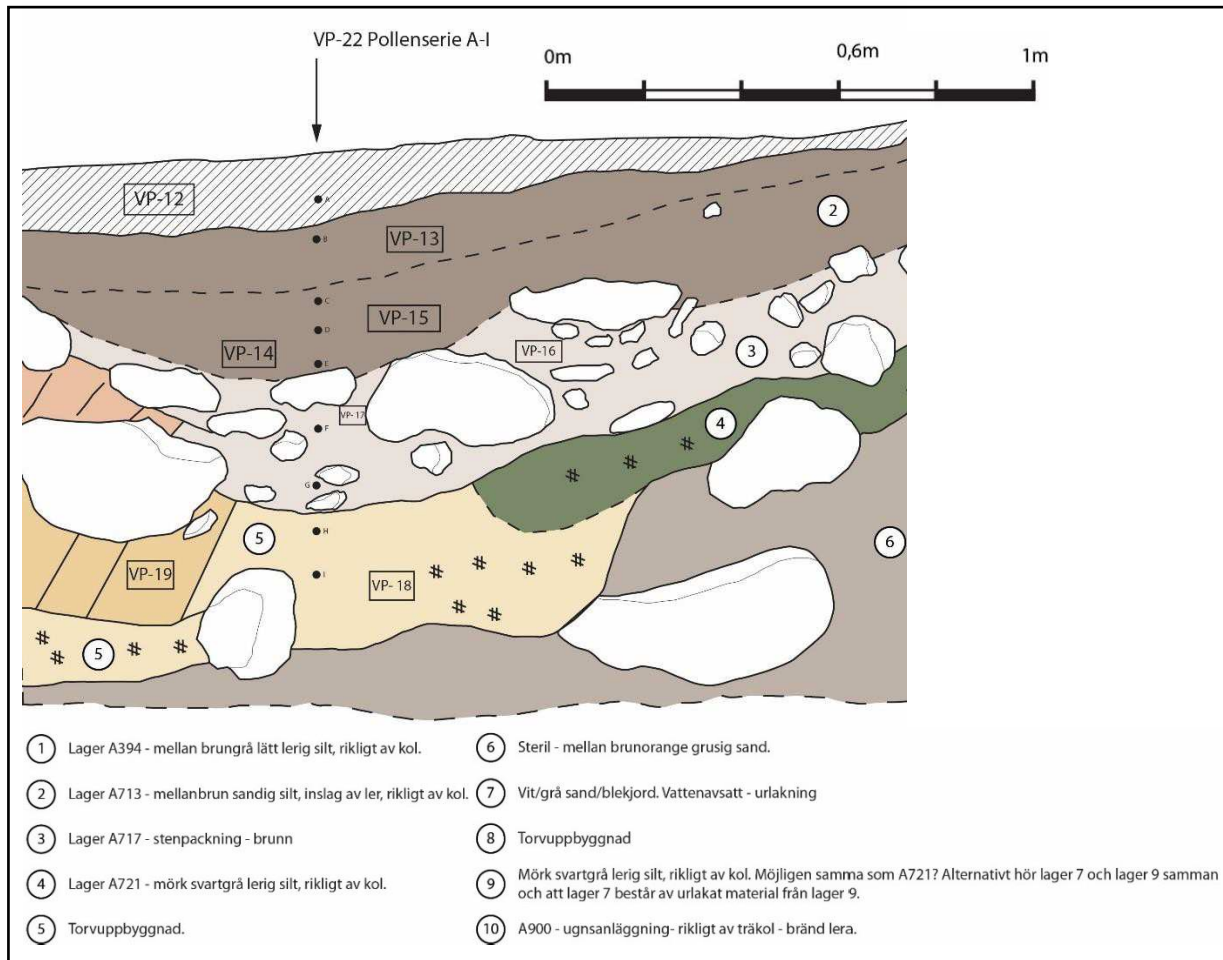 VP-22 Pollenserie A-I
0m
0,6m
1m
VP-12
A
2
B
VP-13
C
VP-15
D
VP-14
E
VP-16
3
VP-17
F
4
G
5
H
6
I
VP-19
VP- 18
5
1 Lager A394 - mellan brungrå lätt lerig silt, rikligt av kol.
2 Lager A713 - mellanbrun sandig silt, inslag av ler, rikligt av kol.
3 Lager A717 - stenpackning - brunn
4 Lager A721 - mörk svartgrå lerig silt, rikligt av kol.
5 Torvuppbyggnad.
6 Steril - mellan brunorange grusig sand.
7 Vit/grå sand/blekjord. Vattenavsatt - urlakning
8 Torvuppbyggnad
9 Mörk svartgrå lerig silt, rikligt av kol. Möjligen samma som A721? Alternativt hör lager 7 och lager 9 samman
och att lager 7 består av urlakat material från lager 9.
10 A900 - ugnsanläggning- rikligt av träkol - bränd lera.